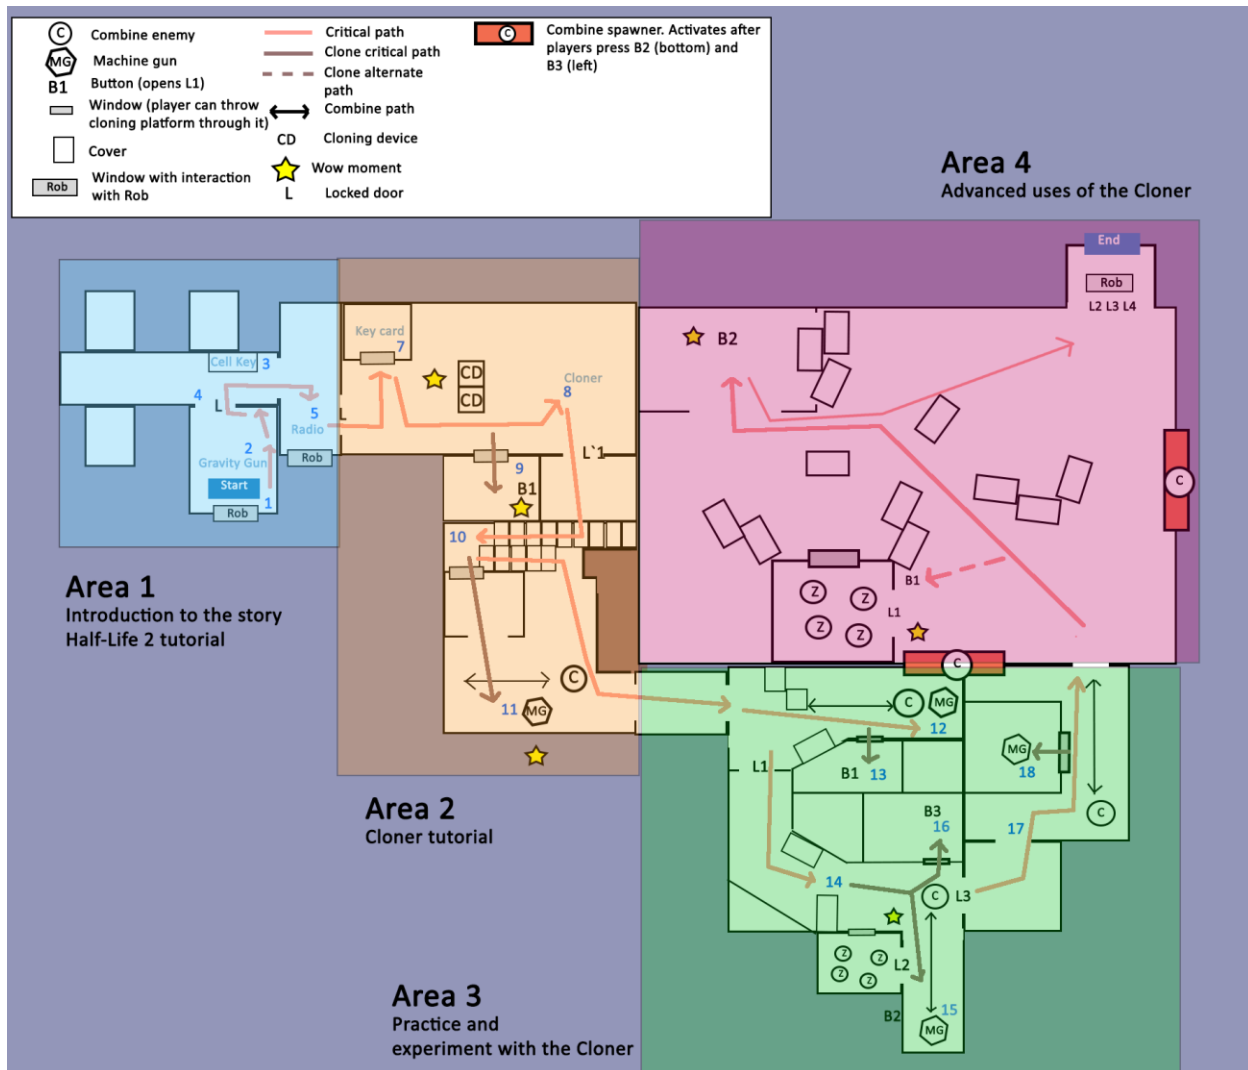 C Combine enemy
MG Machine gun
B1 Button (opens L1)
Window (player can throw
cloning platform through it)
Cover
Rob Window with interaction
with Rob
Critical path
Clone critical path
Clone alternate
path
Combine path
CD Cloning device
Wow moment
L Locked door
C Combine spawner. Activates after
players press B2 (bottom) and
B3 (left)
Area 4
Advanced uses of the Cloner
End
Rob
L2 L3 L4
B2
C
B1
L1
Z Z
Z Z
C
Cell Key 3
4
L
5
Radio
L
2
Gravity Gun
Start
1
Rob
Rob
Key card
7
CD
CD
Cloner
8
L`1
9
B1
10
C
11 MG
Area 1
Introduction to the story
Half-Life 2 tutorial
Area 2
Cloner tutorial
C MG
12
L1
B1 13
MG
18
B3
16
17
C
14
C L3
Z Z
Z Z
L2
15
B2
MG
Area 3
Practice and
experiment with the Cloner